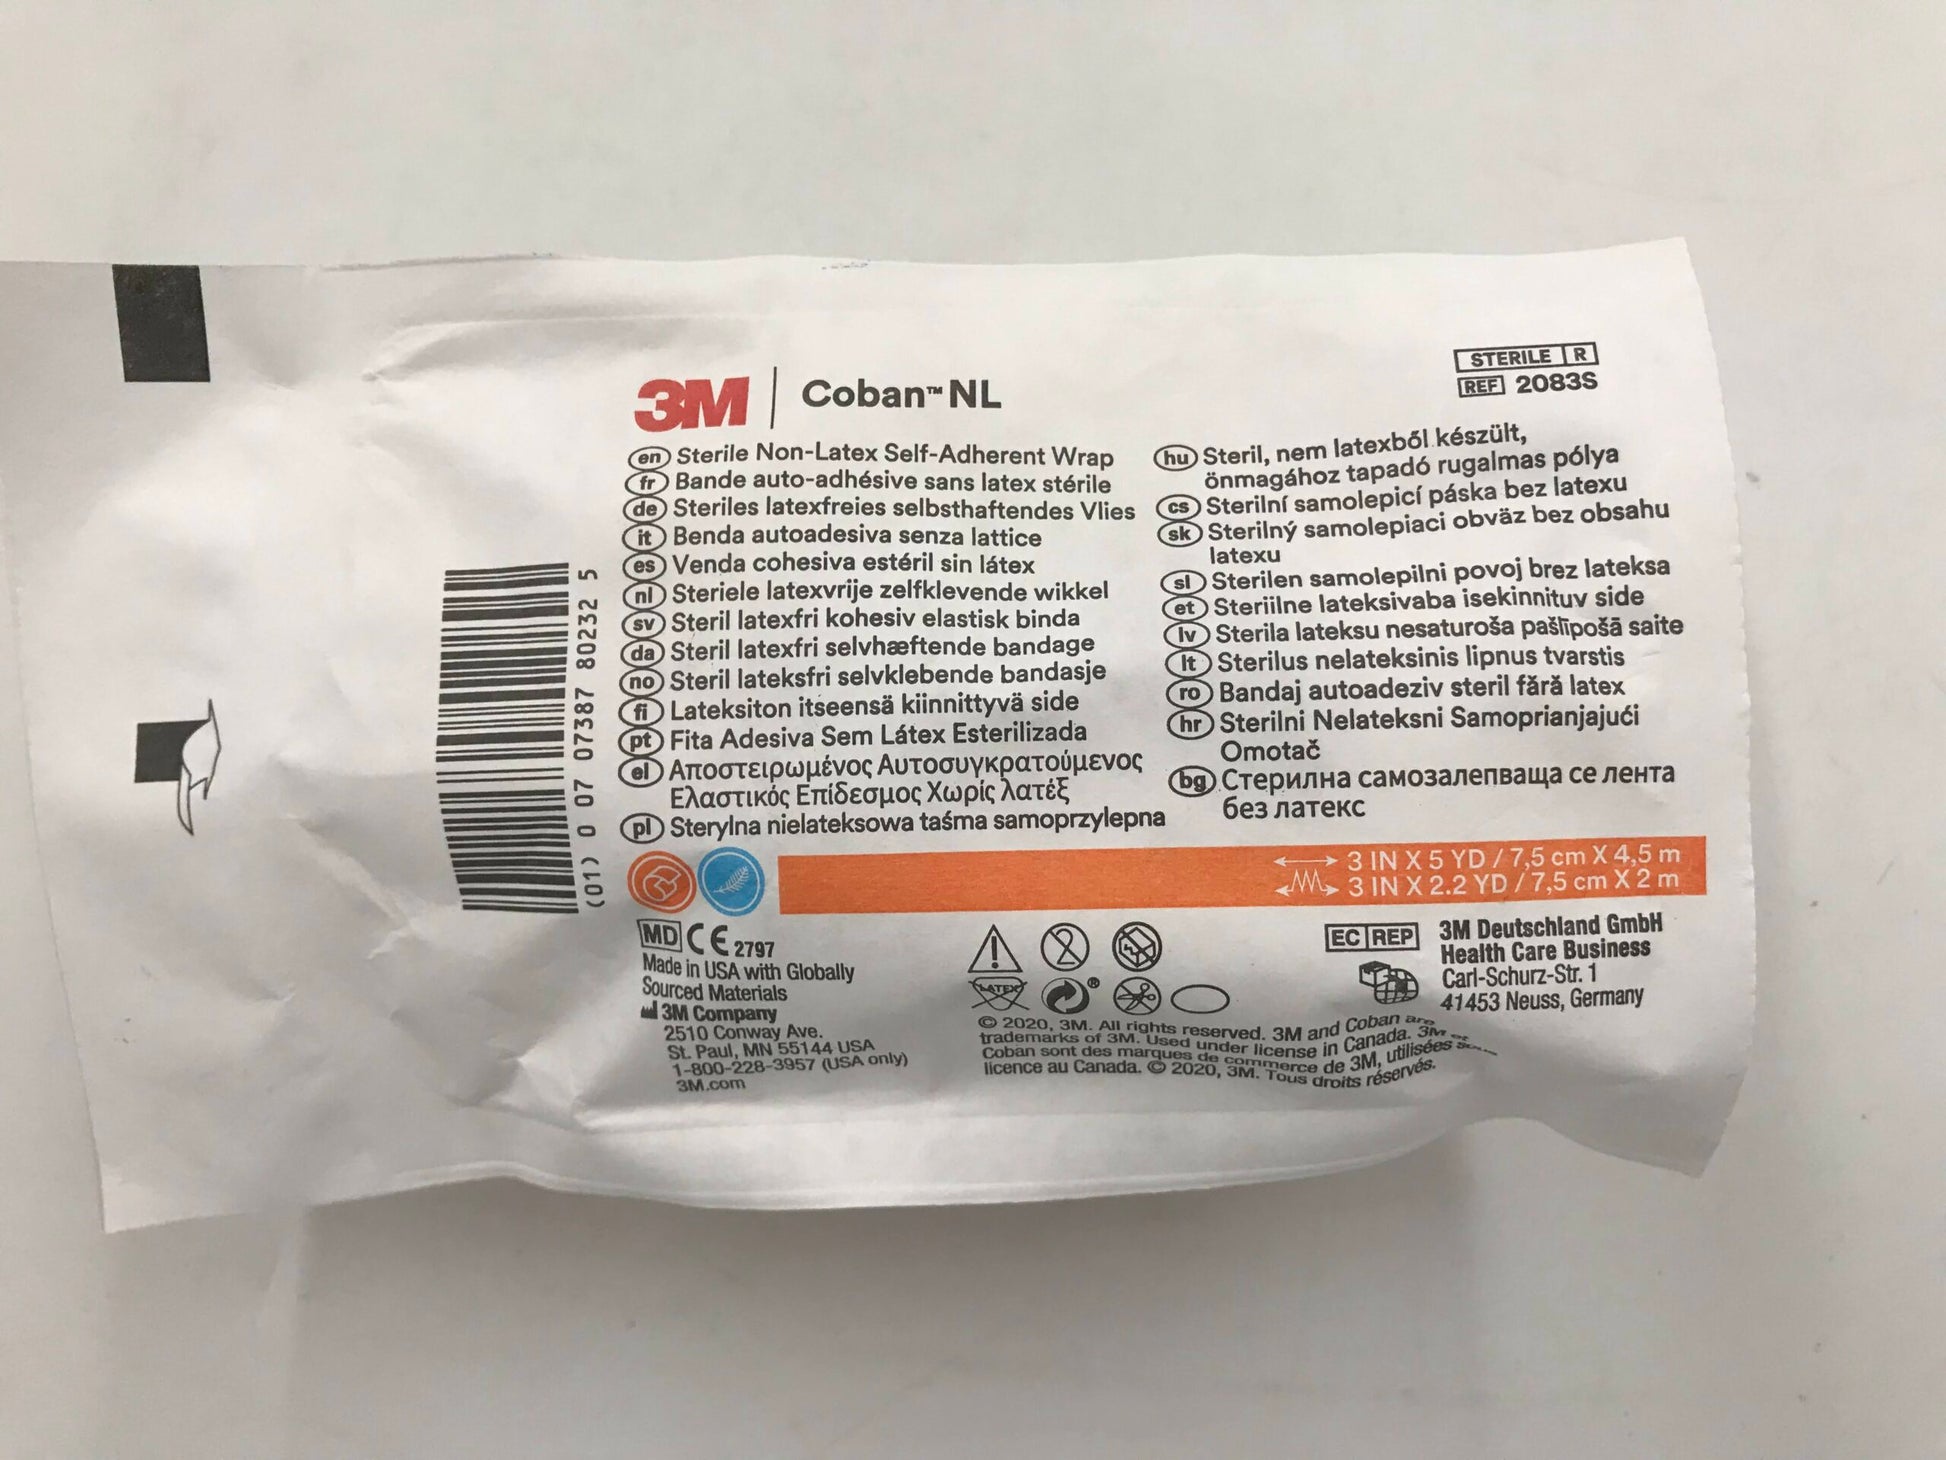 STERILE R
REF 2083S
3M Coban™ NL
en Sterile Non-Latex Self-Adherent Wrap
fr Bande auto-adhésive sans latex stérile
de Steriles latexfreies selbsthaftendes Vlies
it Benda autoadesiva senza lattice
es Venda cohesiva estéril sin látex
nl Steriele latexvrije zelfklevende wikkel
sv Steril latexfri kohesiv elastisk binda
da Steril latexfri selvhæftende bandage
no Steril lateksfri selvklebende bandasje
fi Lateksiton itseensä kiinnittyvä side
pt Fita Adesiva Sem Látex Esterilizada
el Αποστειρωμένος Αυτοσυγκρατούμενος
Ελαστικός Επίδεσμος Χωρίς λατέξ
pl Sterylna nielateksowa taśma samoprzylepna
hu Steril, nem latexből készült,
önmagához tapadó rugalmas pólya
cs Sterilní samolepicí páska bez latexu
sk Sterilný samolepiaci obväz bez obsahu
latexu
sl Sterilen samolepilni povoj brez lateksa
et Steriilne lateksivaba isekinnituv side
lv Sterila lateksu nesaturoša pašlīpošā saite
lt Sterilus nelateksinis lipnus tvarstis
ro Bandaj autoadeziv steril fără latex
hr Sterilni Nelateksni Samoprianjajući
Omotač
bg Стерилна самозалепваща се лента
без латекс
(01) 0 07 07387 80232 5
3 IN X 5 YD / 7,5 cm X 4,5 m
3 IN X 2.2 YD / 7,5 cm X 2 m
MD CE 2797
Made in USA with Globally
Sourced Materials
3M Company
2510 Conway Ave.
St. Paul, MN 55144 USA
1-800-228-3957 (USA only)
3M.com
2
LATEX
®
EC REP
3M Deutschland GmbH
Health Care Business
Carl-Schurz-Str. 1
41453 Neuss, Germany
© 2020, 3M. All rights reserved. 3M and Coban are
trademarks of 3M. Used under license in Canada. 3M et
Coban sont des marques de commerce de 3M, utilisées
licence au Canada. © 2020, 3M. Tous droits réservés.